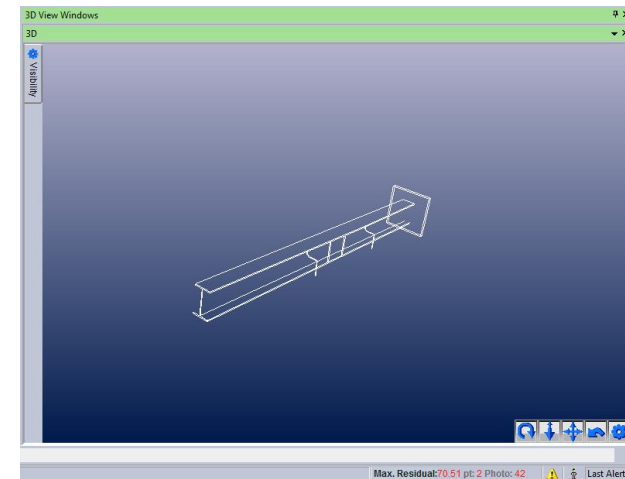 3D View Windows
3D
Visibility
Max. Residual:70.51 pt: 2 Photo: 42
Last Alert